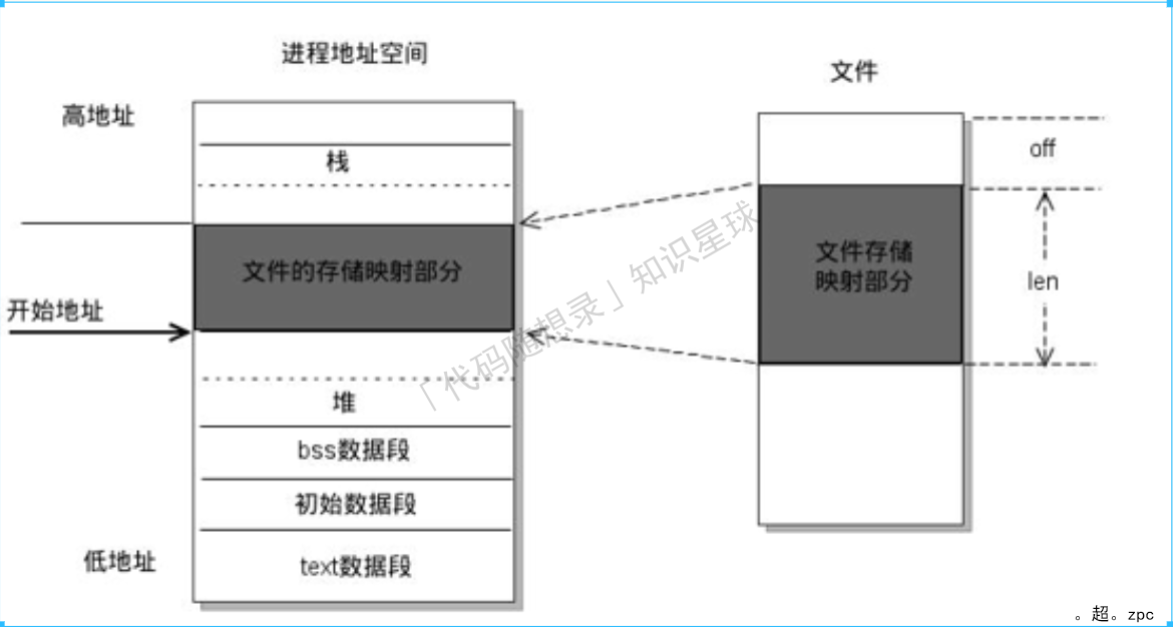 进程地址空间
文件
高地址
栈
off
文件的存储映射部分
文件存储
映射部分
len
开始地址
「代码随想录」知识星球
堆
bss数据段
初始数据段
低地址
text数据段
。超。zpc